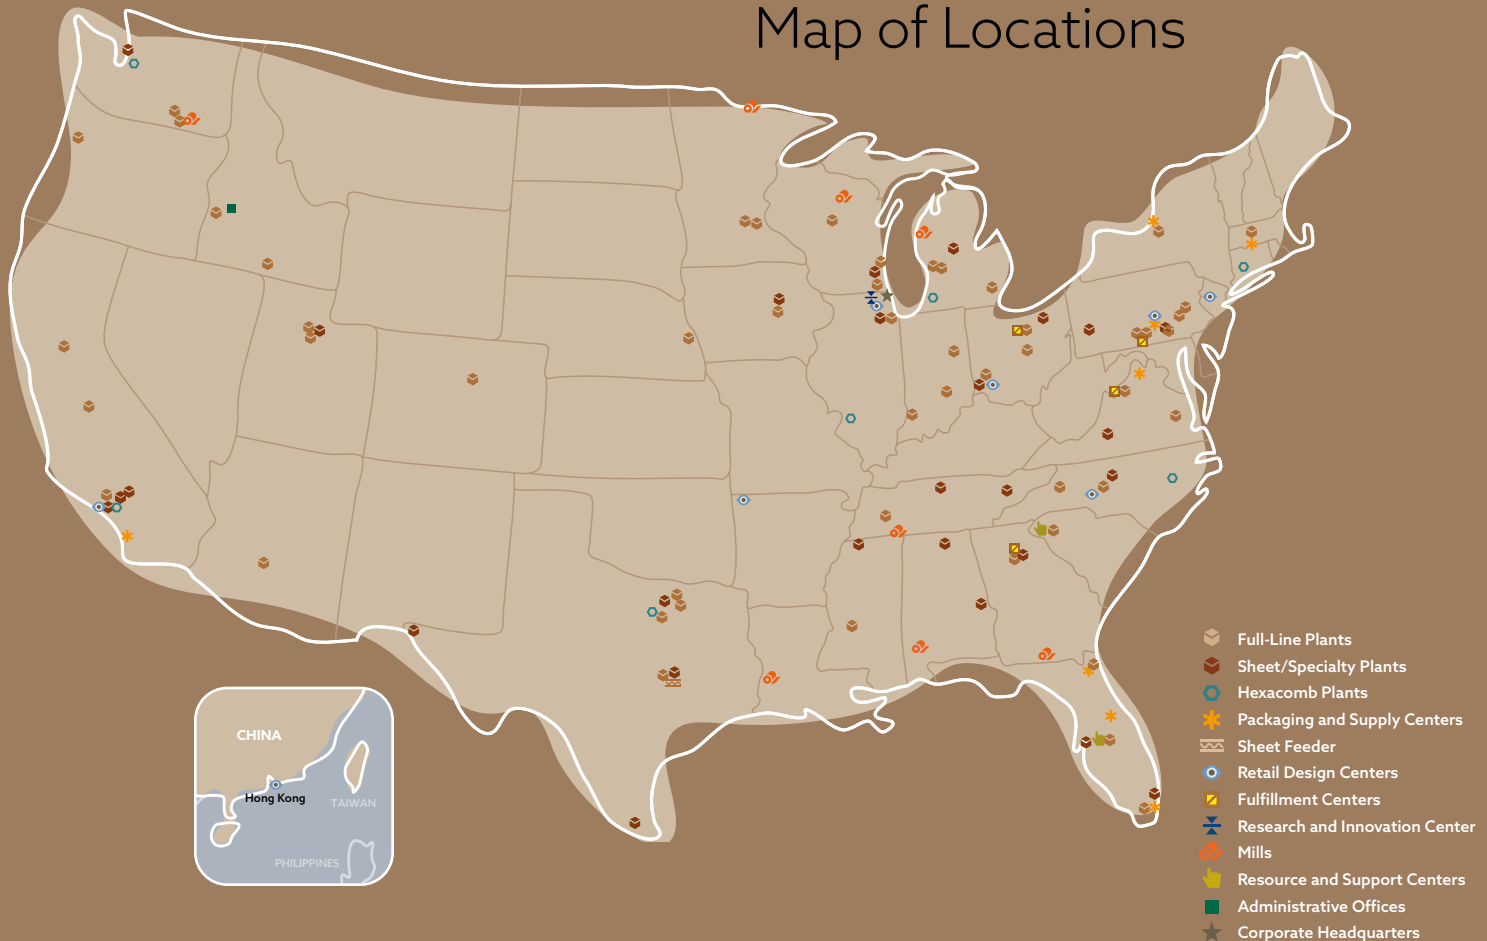 Map of Locations
Full-Line Plants
Sheet/Specialty Plants
Hexacomb Plants
Packaging and Supply Centers
Sheet Feeder
Retail Design Centers
Fulfillment Centers
Research and Innovation Center
Mills
Resource and Support Centers
Administrative Offices
Corporate Headquarters
CHINA
Hong Kong
TAIWAN
PHILIPPINES